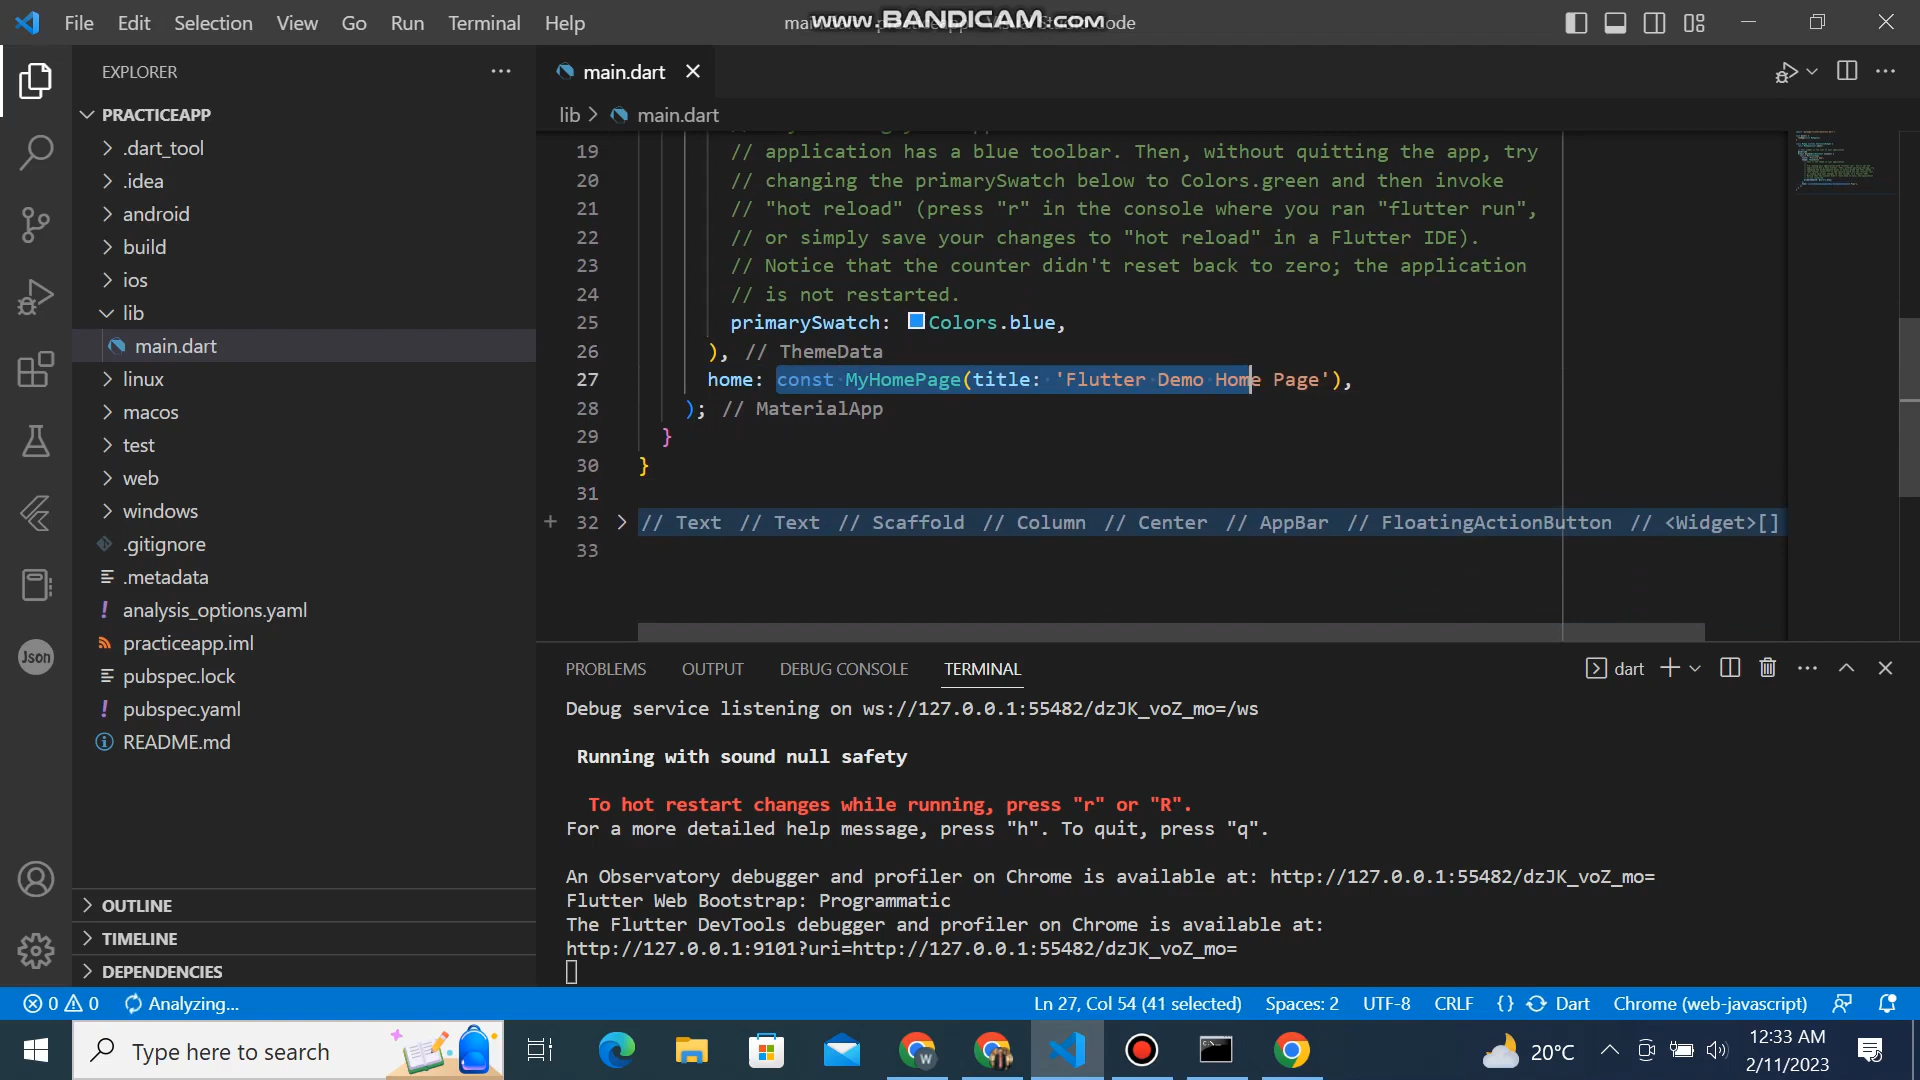 File Edit Selection View Go Run Terminal Help
www.BANDICAM.com
EXPLORER
PRACTICEAPP
.dart_tool
.idea
android
build
ios
lib
main.dart
linux
macos
test
web
windows
.gitignore
.metadata
analysis_options.yaml
practiceapp.iml
pubspec.lock
pubspec.yaml
README.md
OUTLINE
TIMELINE
DEPENDENCIES
main.dart
lib > main.dart
19 // application has a blue toolbar. Then, without quitting the app, try
20 // changing the primarySwatch below to Colors.green and then invoke
21 // "hot reload" (press "r" in the console where you ran "flutter run",
22 // or simply save your changes to "hot reload" in a Flutter IDE).
23 // Notice that the counter didn't reset back to zero; the application
24 // is not restarted.
25 primarySwatch: Colors.blue,
26 ), // ThemeData
27 home: const MyHomePage(title: 'Flutter Demo Home Page'),
28 ); // MaterialApp
29 }
30 }
31
32 // Text // Text // Scaffold // Column // Center // AppBar // FloatingActionButton // <Widget>[]
33
PROBLEMS OUTPUT DEBUG CONSOLE TERMINAL
dart
Debug service listening on ws://127.0.0.1:55482/dzJK_voZ_mo=/ws
Running with sound null safety
To hot restart changes while running, press "r" or "R".
For a more detailed help message, press "h". To quit, press "q".
An Observatory debugger and profiler on Chrome is available at: http://127.0.0.1:55482/dzJK_voZ_mo=
Flutter Web Bootstrap: Programmatic
The Flutter DevTools debugger and profiler on Chrome is available at:
http://127.0.0.1:9101?uri=http://127.0.0.1:55482/dzJK_voZ_mo=
Json
0 0 Analyzing...
Ln 27, Col 54 (41 selected) Spaces: 2 UTF-8 CRLF {} Dart Chrome (web-javascript)
Type here to search
W
20°C
12:33 AM
2/11/2023